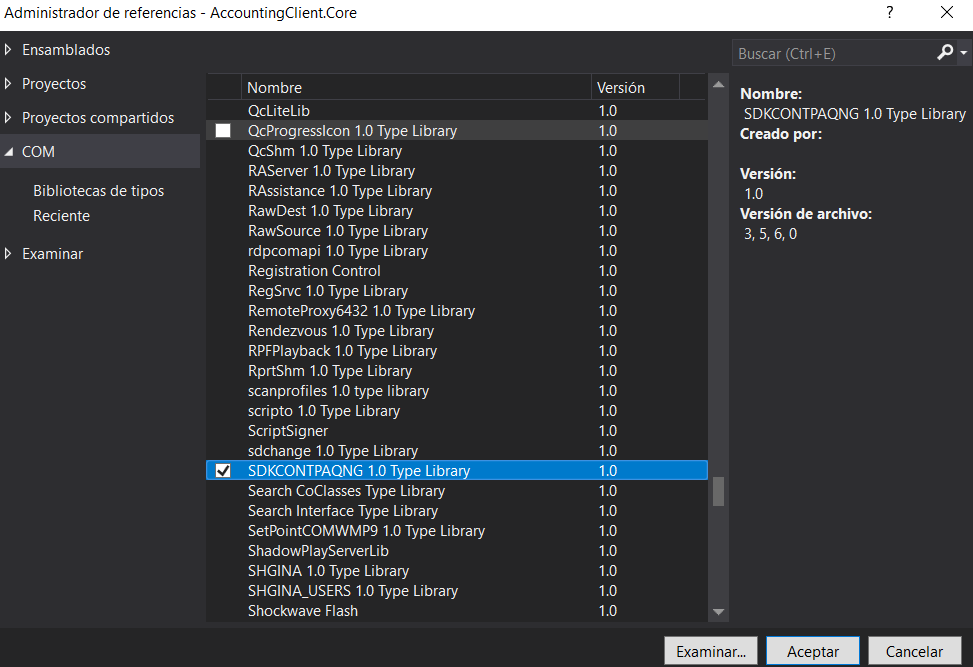 Administrador de referencias - AccountingClient.Core
?
Ensamblados
Proyectos
Proyectos compartidos
COM
Bibliotecas de tipos
Reciente
Examinar
Nombre Versión
QcLiteLib 1.0
QcProgressIcon 1.0 Type Library 1.0
QcShm 1.0 Type Library 1.0
RAServer 1.0 Type Library 1.0
RAssistance 1.0 Type Library 1.0
RawDest 1.0 Type Library 1.0
RawSource 1.0 Type Library 1.0
rdpcomapi 1.0 Type Library 1.0
Registration Control 1.0
RegSrvc 1.0 Type Library 1.0
RemoteProxy6432 1.0 Type Library 1.0
Rendezvous 1.0 Type Library 1.0
RPFPlayback 1.0 Type Library 1.0
RprtShm 1.0 Type Library 1.0
scanprofiles 1.0 type library 1.0
scripto 1.0 Type Library 1.0
ScriptSigner 1.0
sdchange 1.0 Type Library 1.0
SDKCONTPAQNG 1.0 Type Library 1.0
Search CoClasses Type Library 1.0
Search Interface Type Library 1.0
SetPointCOMWMP9 1.0 Type Library 1.0
ShadowPlayServerLib 1.0
SHGINA 1.0 Type Library 1.0
SHGINA_USERS 1.0 Type Library 1.0
Shockwave Flash 1.0
Buscar (Ctrl+E)
Nombre:
SDKCONTPAQNG 1.0 Type Library
Creado por:
Versión:
1.0
Versión de archivo:
3, 5, 6, 0
Examinar... Aceptar Cancelar